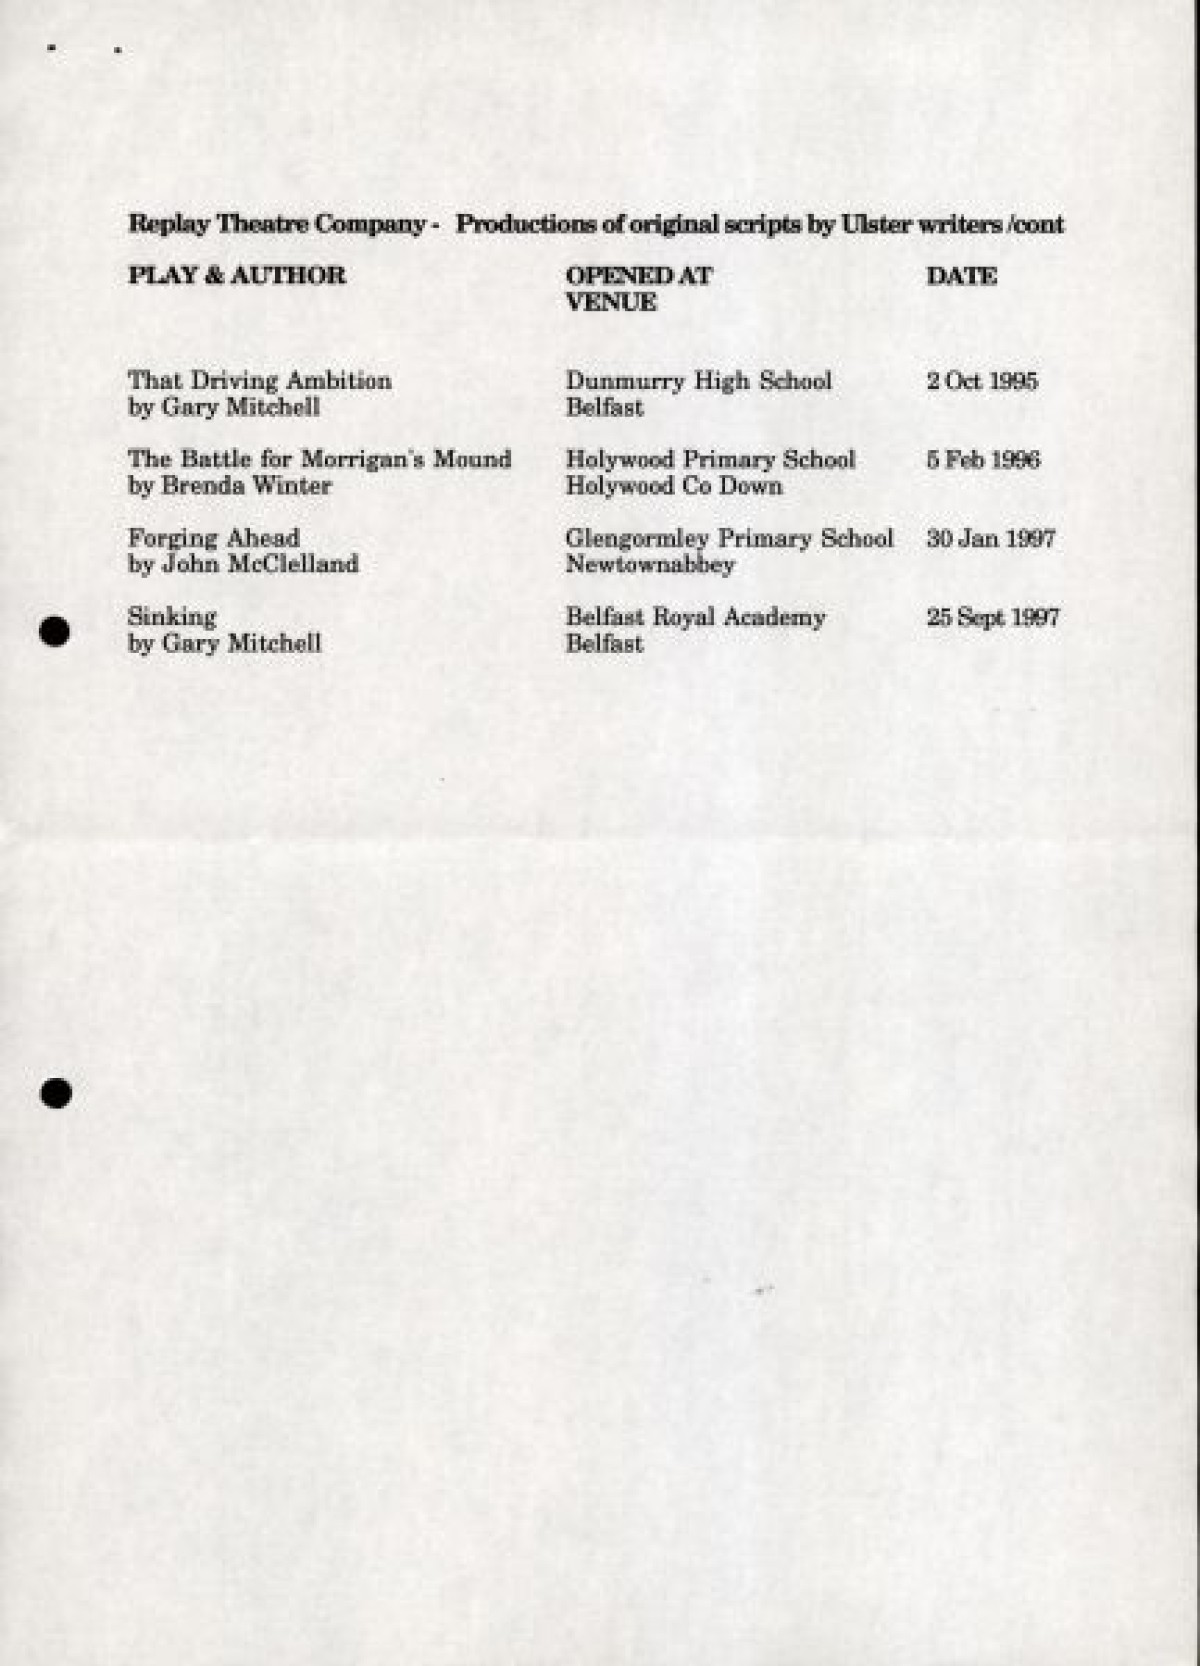 Replay Theatre Company - Productions of original scripts by Ulster writers /cont
PLAY & AUTHOR OPENED AT DATE
VENUE
That Driving Ambition Dunmurry High School 2 Oct 1995
by Gary Mitchell Belfast
The Battle for Morrigan's Mound Holywood Primary School 5 Feb 1996
by Brenda Winter Holywood Co Down
Forging Ahead Glengormley Primary School 30 Jan 1997
by John McClelland Newtownabbey
Sinking Belfast Royal Academy 25 Sept 1997
by Gary Mitchell Belfast